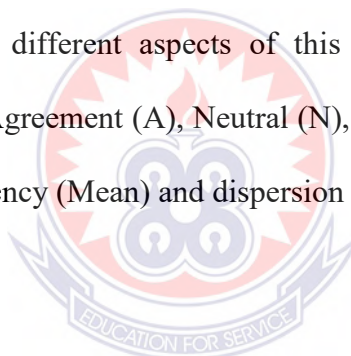 different aspects of this
Agreement (A), Neutral (N),
ency (Mean) and dispersion
EDUCATION FOR SERVICE